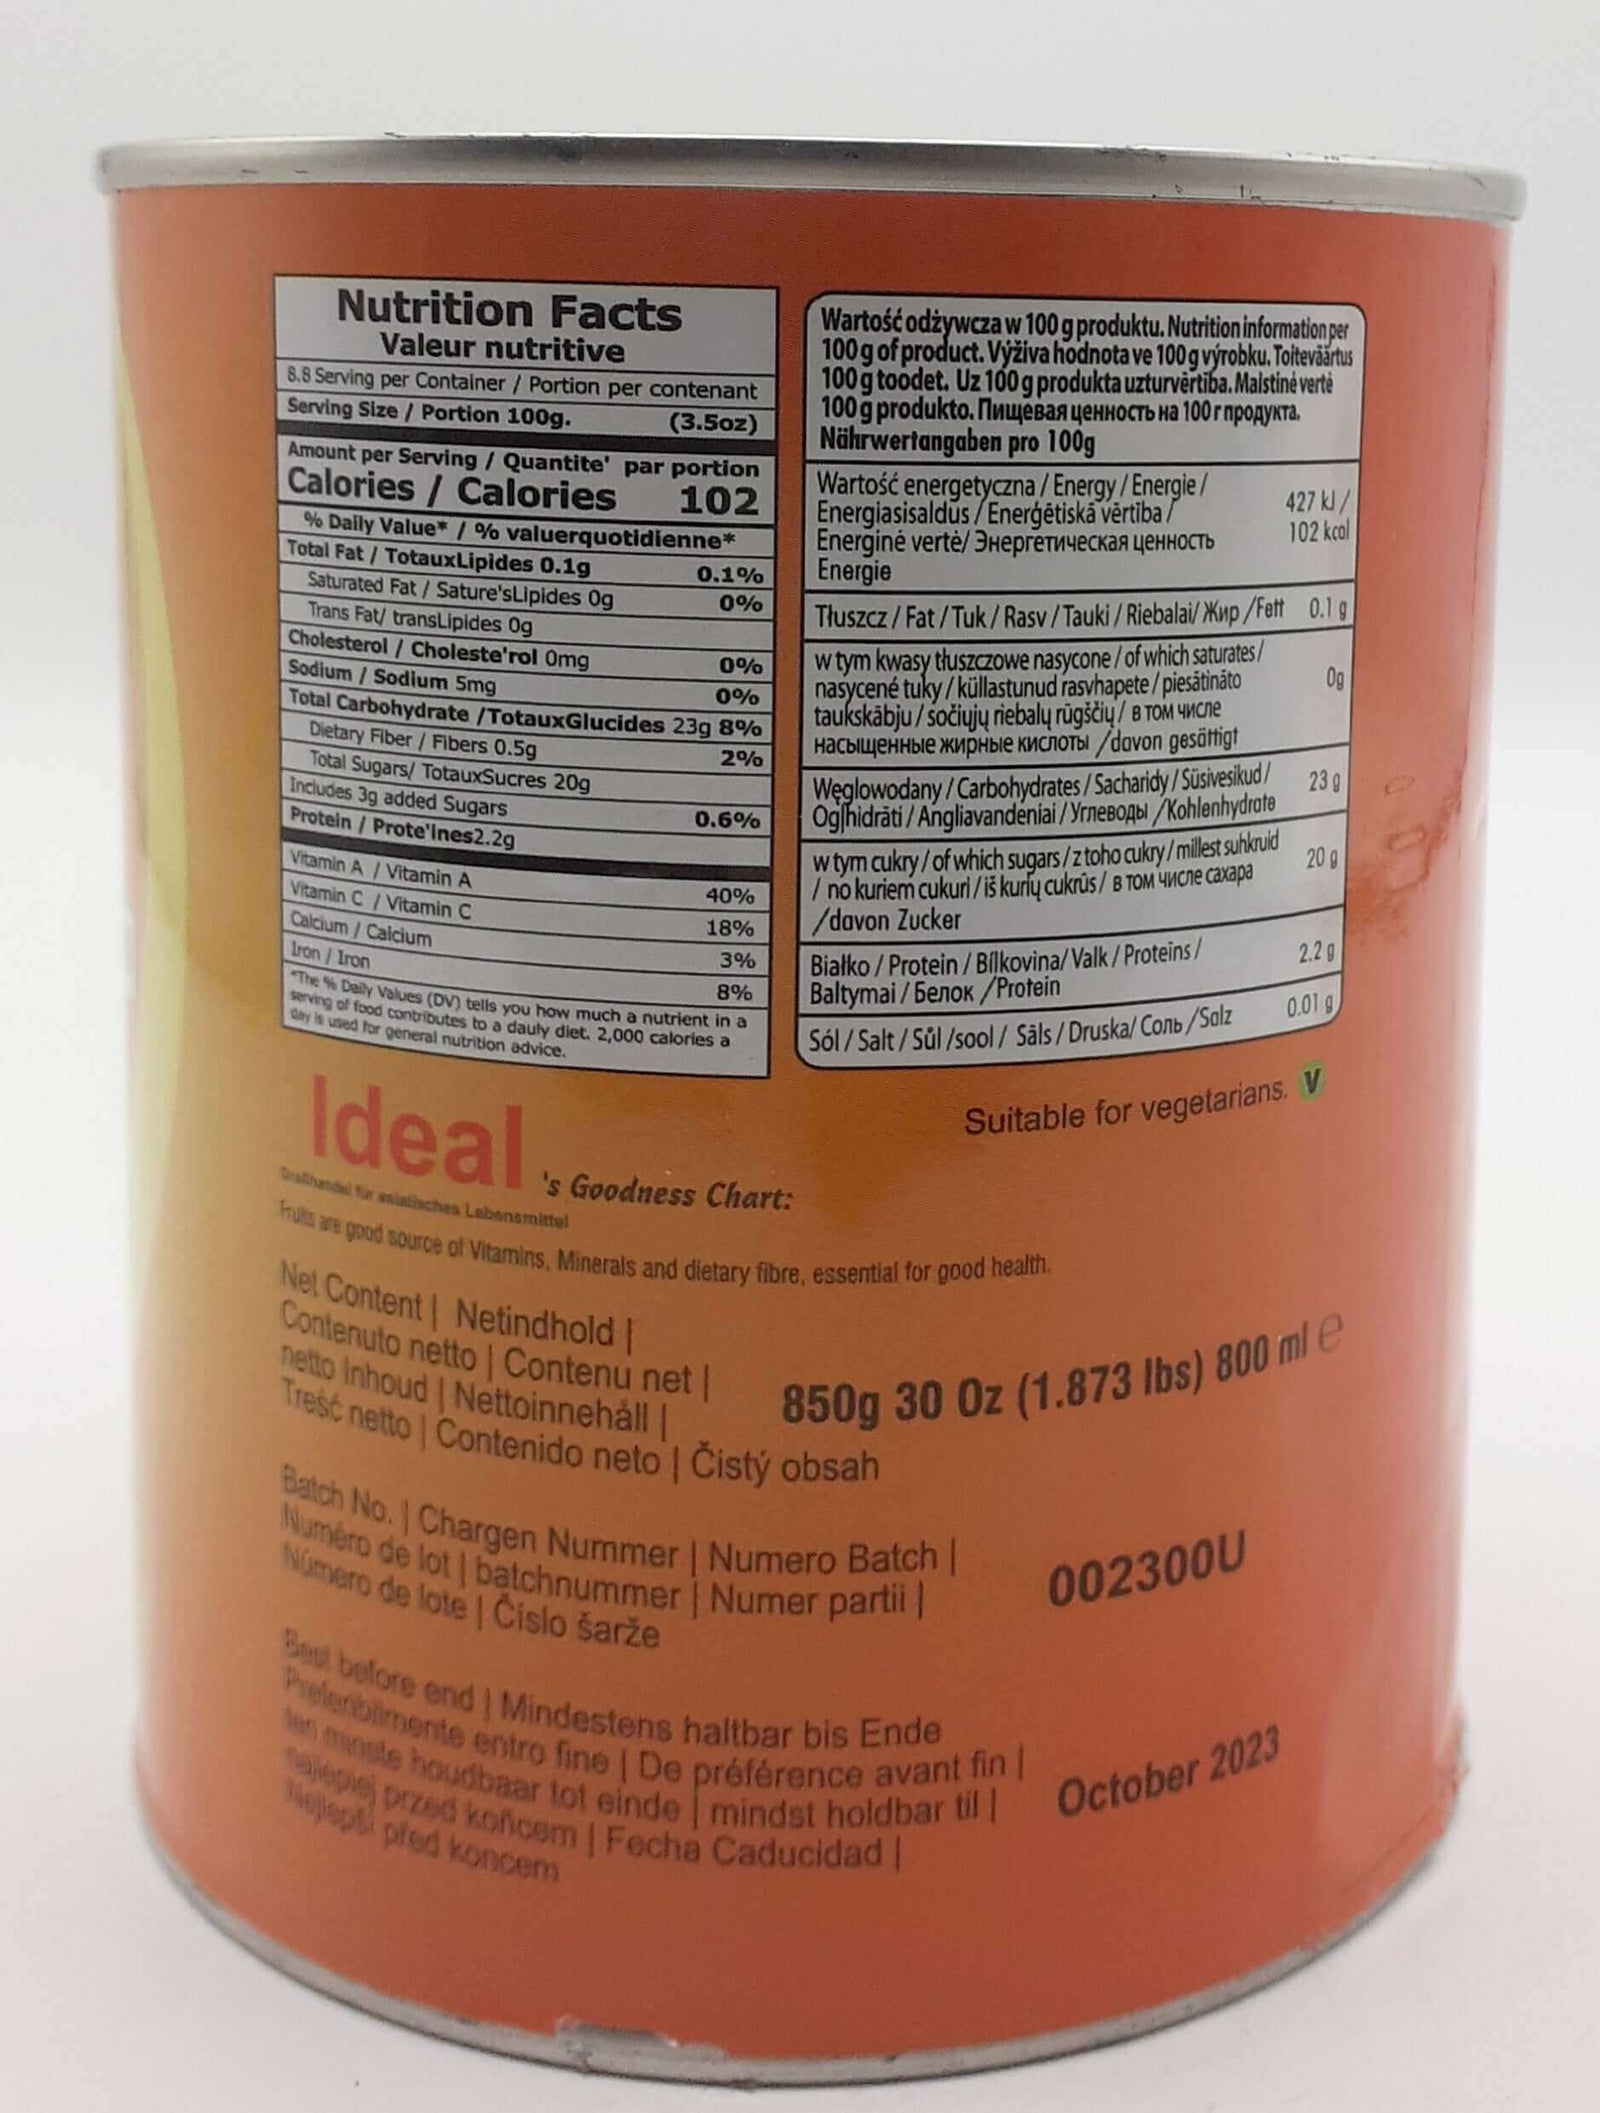 Nutrition Facts
Valeur nutritive
8.8 Serving per Container / Portion per contenant
Serving Size / Portion 100g. (3.5oz)
Amount per Serving / Quantite' par portion
Calories / Calories 102
% Daily Value* / % valuerquotidienne*
Total Fat / TotauxLipides 0.1g 0.1%
Saturated Fat / Sature'sLipides 0g 0%
Trans Fat/ transLipides 0g
Cholesterol / Choleste'rol 0mg 0%
Sodium / Sodium 5mg 0%
Total Carbohydrate /TotauxGlucides 23g 8%
Dietary Fiber / Fibers 0.5g 2%
Total Sugars/ TotauxSucres 20g
Includes 3g added Sugars 0.6%
Protein / Prote'ines2.2g
Vitamin A / Vitamin A 40%
Vitamin C / Vitamin C 18%
Calcium / Calcium 3%
Iron / Iron 8%
*The % Daily Values (DV) tells you how much a nutrient in a
serving of food contributes to a dauly diet. 2,000 calories a
day is used for general nutrition advice.
Wartość odżywcza w 100 g produktu. Nutrition information per
100 g of product. Výživa hodnota ve 100 g výrobku. Toiteväärtus
100 g toodet. Uz 100 g produkta uzturvērtība. Maistinė vertė
100 g produkto. Пищевая ценность на 100 г продукта.
Nährwertangaben pro 100g
Wartość energetyczna / Energy / Energie /
Energiasisaldus / Enerģētiskā vērtība /
Energinė vertė/ Энергетическая ценность
Energie
427 kJ /
102 kcal
Tłuszcz / Fat / Tuk / Rasv / Tauki / Riebalai/ Жир /Fett 0.1 g
w tym kwasy tłuszczowe nasycone / of which saturates /
nasycené tuky / küllastunud rasvhapete / piesātināto
taukskābju / sočiųjų riebalų rūgščių / в том числе
насыщенные жирные кислоты /davon gesättigt
0g
Węglowodany / Carbohydrates / Sacharidy / Süsivesikud /
Ogļhidrāti / Angliavandeniai / Углеводы /Kohlenhydrate
23 g
w tym cukry / of which sugars / z toho cukry / millest suhkruid
/ no kuriem cukuri / iš kurių cukrūs / в том числе сахара
/davon Zucker
20 g
Białko / Protein / Bílkovina/ Valk / Proteīns /
Baltymai / Белок /Protein
2.2 g
Sól / Salt / Sůl /sool / Sāls / Druska/ Соль /Salz 0.01 g
Suitable for vegetarians. V
Ideal 's Goodness Chart:
Großhandel für asiatisches Lebensmittel
Fruits are good source of Vitamins, Minerals and dietary fibre, essential for good health.
Net Content | Netindhold |
Contenuto netto | Contenu net |
netto Inhoud | Nettoinnehåll |
Treść netto | Contenido neto | Čistý obsah
850g 30 Oz (1.873 lbs) 800 ml e
Batch No. | Chargen Nummer | Numero Batch |
Numéro de lot | batchnummer | Numer partii |
Número de lote | Číslo šarže
002300U
Best before end | Mindestens haltbar bis Ende
Preferibilmente entro fine | De préférence avant fin |
ten minste houdbaar tot einde | mindst holdbar til |
najlepiej przed końcem | Fecha Caducidad |
Nejlepší před koncem
October 2023